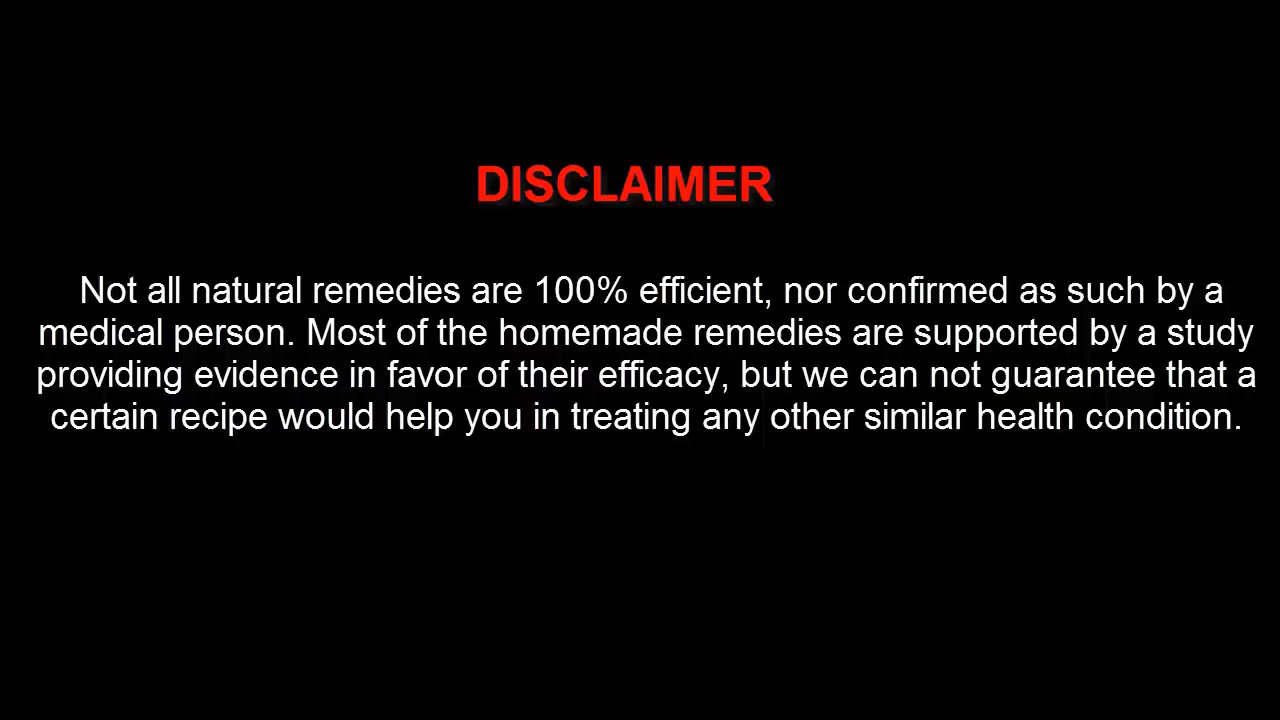 DISCLAIMER
Not all natural remedies are 100% efficient, nor confirmed as such by a
medical person. Most of the homemade remedies are supported by a study
providing evidence in favor of their efficacy, but we can not guarantee that a
certain recipe would help you in treating any other similar health condition.